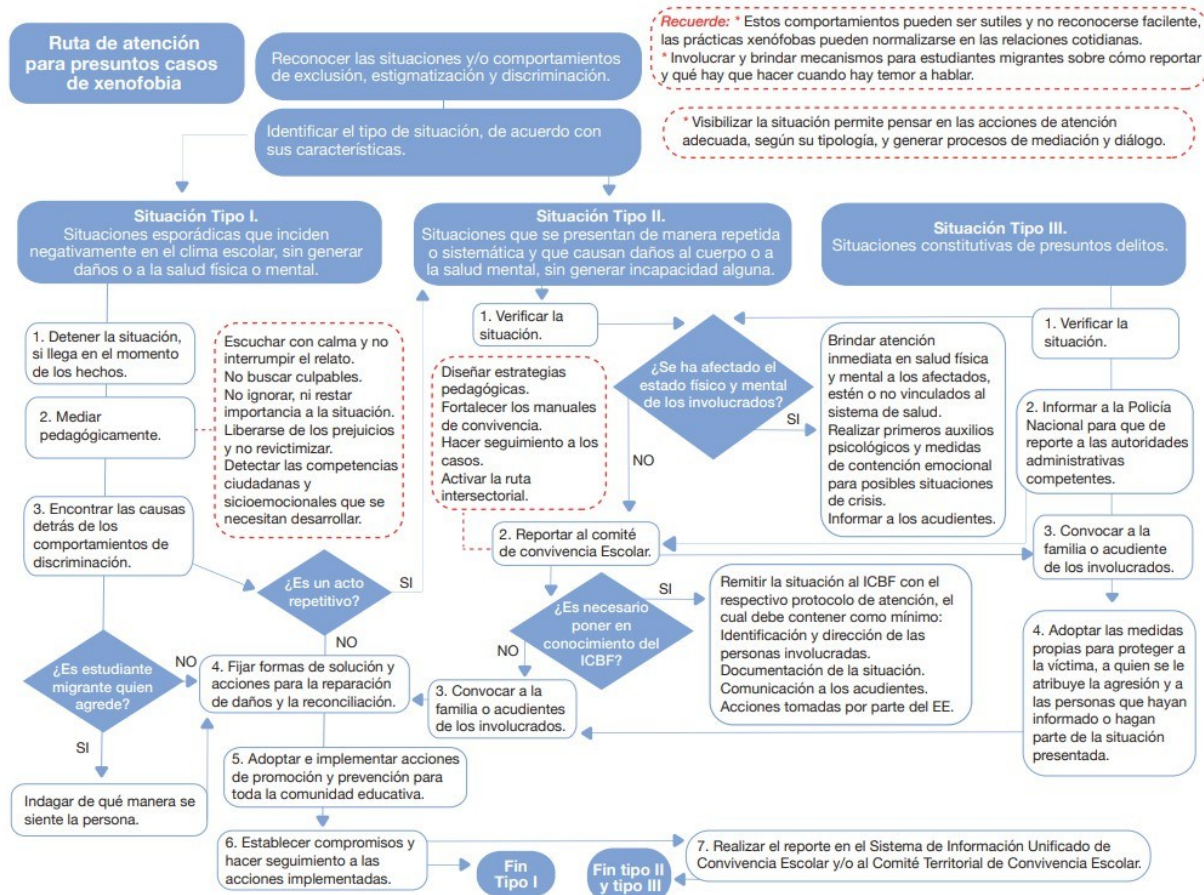 Ruta de atención
para presuntos casos
de xenofobia
Reconocer las situaciones y/o comportamientos
de exclusión, estigmatización y discriminación.
Recuerde: * Estos comportamientos pueden ser sutiles y no reconocerse facilente,
las prácticas xenófobas pueden normalizarse en las relaciones cotidianas.
* Involucrar y brindar mecanismos para estudiantes migrantes sobre cómo reportar
y qué hay que hacer cuando hay temor a hablar.
Identificar el tipo de situación, de acuerdo con
sus características.
* Visibilizar la situación permite pensar en las acciones de atención
adecuada, según su tipología, y generar procesos de mediación y diálogo.
Situación Tipo I.
Situaciones esporádicas que inciden
negativamente en el clima escolar, sin generar
daños o a la salud física o mental.
Situación Tipo II.
Situaciones que se presentan de manera repetida
o sistemática y que causan daños al cuerpo o a
la salud mental, sin generar incapacidad alguna.
Situación Tipo III.
Situaciones constitutivas de presuntos delitos.
1. Detener la situación,
si llega en el momento
de los hechos.
2. Mediar
pedagógicamente.
Escuchar con calma y no
interrumpir el relato.
No buscar culpables.
No ignorar, ni restar
importancia a la situación.
Liberarse de los prejuicios
y no revictimizar.
Detectar las competencias
ciudadanas y
sicioemocionales que se
necesitan desarrollar.
3. Encontrar las causas
detrás de los
comportamientos de
discriminación.
¿Es un acto
repetitivo?
SI
NO
¿Es estudiante
migrante quien
agrede?
NO
SI
Indagar de qué manera se
siente la persona.
4. Fijar formas de solución y
acciones para la reparación
de daños y la reconciliación.
5. Adoptar e implementar acciones
de promoción y prevención para
toda la comunidad educativa.
6. Establecer compromisos y
hacer seguimiento a las
acciones implementadas.
Fin
Tipo I
1. Verificar la
situación.
¿Se ha afectado el
estado físico y mental
de los involucrados?
SI
NO
Brindar atención
inmediata en salud física
y mental a los afectados,
estén o no vinculados al
sistema de salud.
Realizar primeros auxilios
psicológicos y medidas
de contención emocional
para posibles situaciones
de crisis.
Informar a los acudientes.
Diseñar estrategias
pedagógicas.
Fortalecer los manuales
de convivencia.
Hacer seguimiento a los
casos.
Activar la ruta
intersectorial.
2. Reportar al comité
de convivencia Escolar.
¿Es necesario
poner en
conocimiento del
ICBF?
SI
NO
Remitir la situación al ICBF con el
respectivo protocolo de atención, el
cual debe contener como mínimo:
Identificación y dirección de las
personas involucradas.
Documentación de la situación.
Comunicación a los acudientes.
Acciones tomadas por parte del EE.
3. Convocar a la
familia o acudientes
de los involucrados.
1. Verificar la
situación.
2. Informar a la Policía
Nacional para que de
reporte a las autoridades
administrativas
competentes.
3. Convocar a la
familia o acudiente
de los involucrados.
4. Adoptar las medidas
propias para proteger a
la víctima, a quien se le
atribuye la agresión y a
las personas que hayan
informado o hagan
parte de la situación
presentada.
7. Realizar el reporte en el Sistema de Información Unificado de
Convivencia Escolar y/o al Comité Territorial de Convivencia Escolar.
Fin tipo II
y tipo III